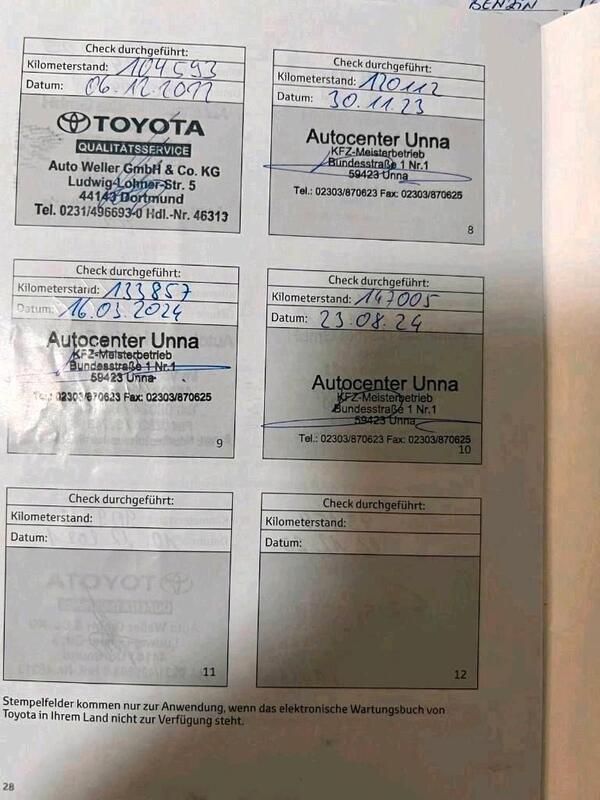 BENZIN
Check durchgeführt:
Kilometerstand: 104593
Datum: 06.12.2022
TOYOTA
QUALITÄTSSERVICE
Auto Weller GmbH & Co. KG
Ludwig-Lohner-Str. 5
44143 Dortmund
Tel. 0231/496693-0 Hdl.-Nr. 46313
Check durchgeführt:
Kilometerstand: 120112
Datum: 30.11.23
Autocenter Unna
KFZ-Meisterbetrieb
Bundesstraße 1 Nr.1
59423 Unna
Tel.: 02303/870623 Fax: 02303/870625
8
Check durchgeführt:
Kilometerstand: 133857
Datum: 16.03.2024
Autocenter Unna
KFZ-Meisterbetrieb
Bundesstraße 1 Nr.1
59423 Unna
Tel.: 02303/870623 Fax: 02303/870625
9
Check durchgeführt:
Kilometerstand: 147005
Datum: 23.08.24
Autocenter Unna
KFZ-Meisterbetrieb
Bundesstraße 1 Nr.1
59423 Unna
Tel.: 02303/870623 Fax: 02303/870625
10
Check durchgeführt:
Kilometerstand:
Datum:
11
Check durchgeführt:
Kilometerstand:
Datum:
12
Stempelfelder kommen nur zur Anwendung, wenn das elektronische Wartungsbuch von
Toyota in Ihrem Land nicht zur Verfügung steht.
28